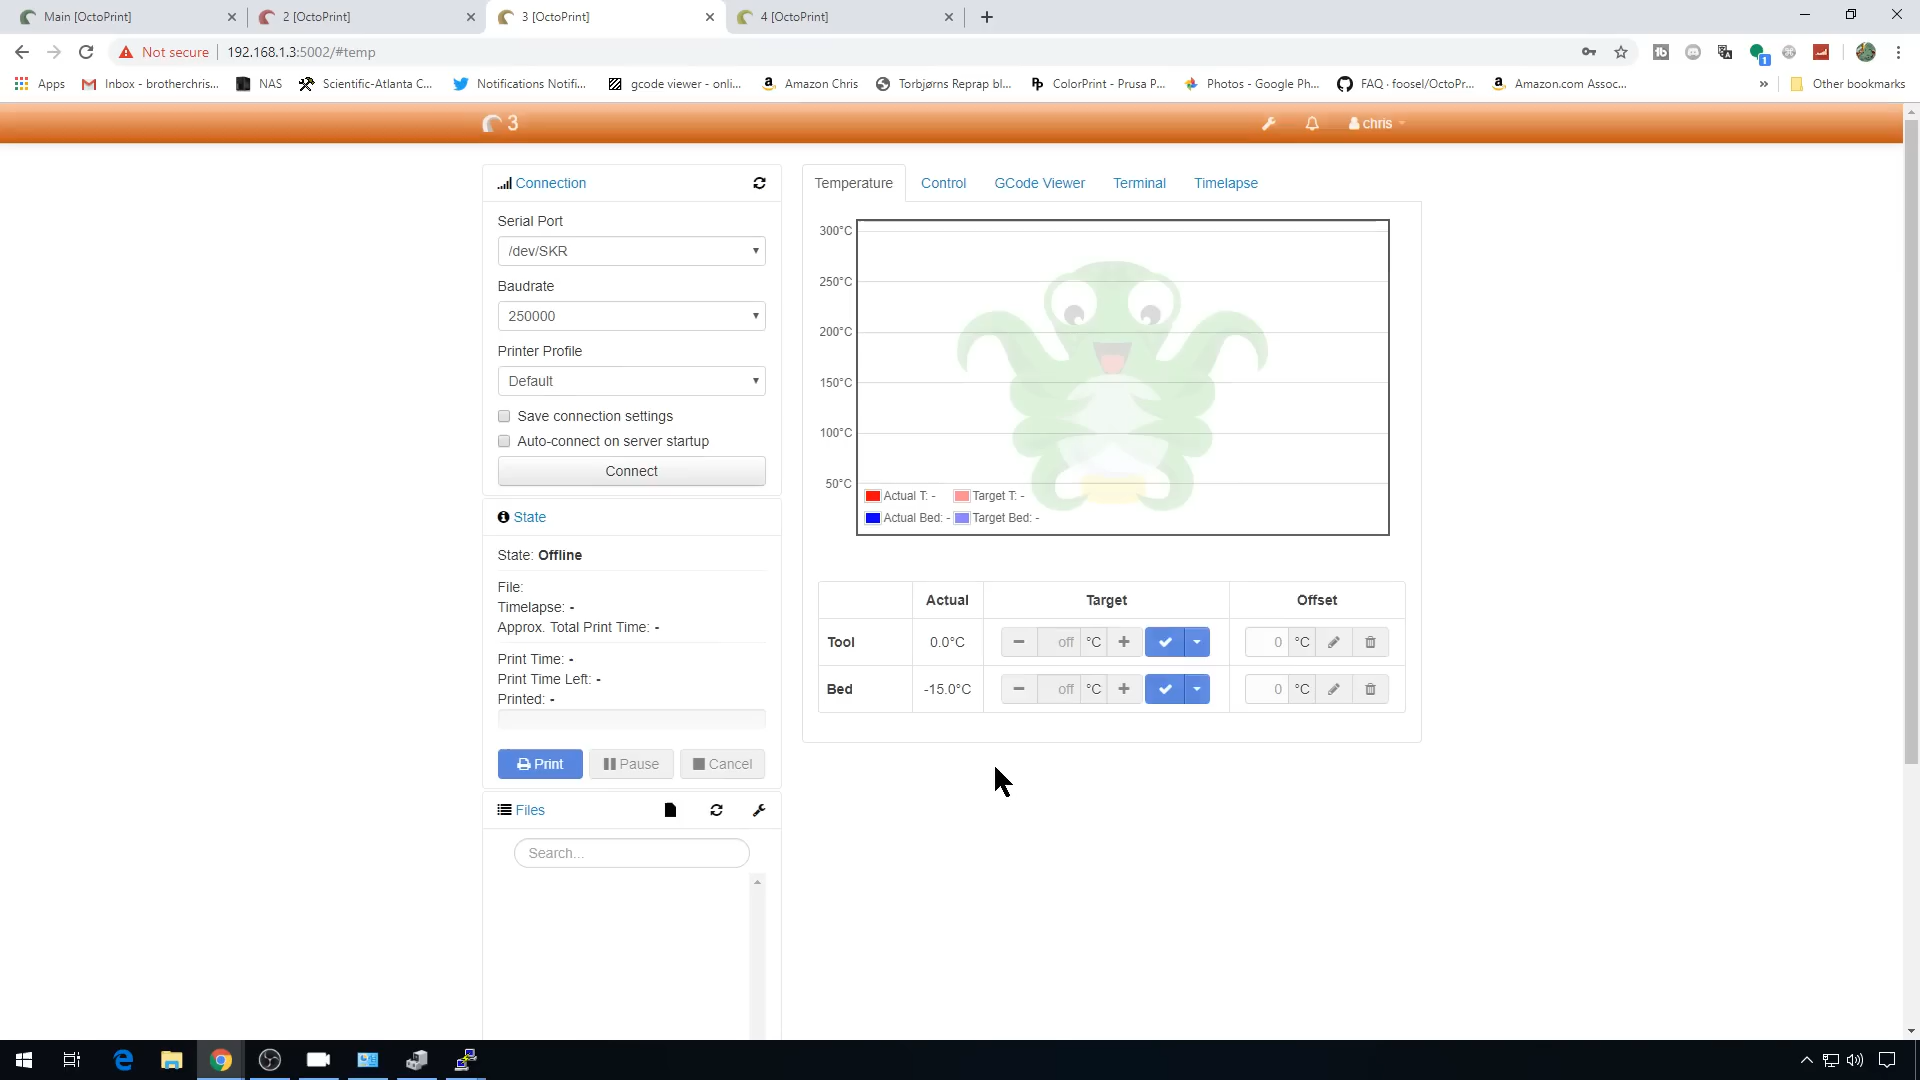 Main [OctoPrint]
2 [OctoPrint]
3 [OctoPrint]
4 [OctoPrint]
Not secure
192.168.1.3:5002/#temp
Apps
Inbox - brotherchris...
NAS
Scientific-Atlanta C...
Notifications Notifi...
gcode viewer - onli...
Amazon Chris
Torbjørns Reprap bl...
ColorPrint - Prusa P...
Photos - Google Ph...
FAQ · foosel/OctoPr...
Amazon.com Assoc...
»
Other bookmarks
3
chris
Connection
Serial Port
/dev/SKR
Baudrate
250000
Printer Profile
Default
Save connection settings
Auto-connect on server startup
Connect
State
State: Offline
File:
Timelapse: -
Approx. Total Print Time: -
Print Time: -
Print Time Left: -
Printed: -
Print
Pause
Cancel
Files
Search...
Temperature
Control
GCode Viewer
Terminal
Timelapse
300°C
250°C
200°C
150°C
100°C
50°C
Actual T: -
Target T: -
Actual Bed: -
Target Bed: -
Actual
Target
Offset
Tool
0.0°C
off
°C
0
°C
Bed
-15.0°C
off
°C
0
°C